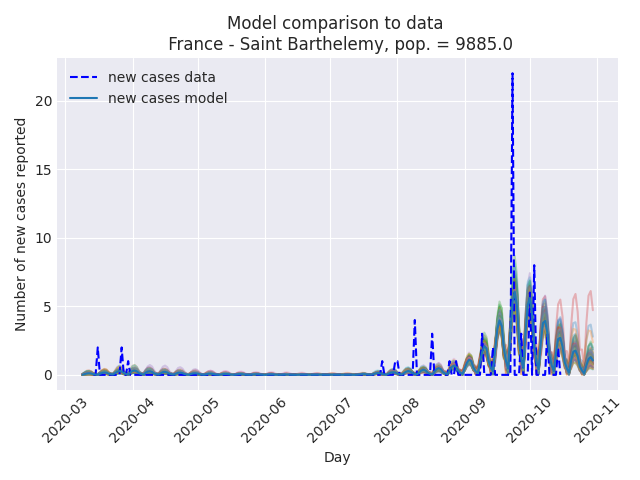 Model comparison to data
France - Saint Barthelemy, pop. = 9885.0
new cases data
new cases model
Number of new cases reported
20
15
10
5
0
2020-03
2020-04
2020-05
2020-06
2020-07
2020-08
2020-09
2020-10
2020-11
Day